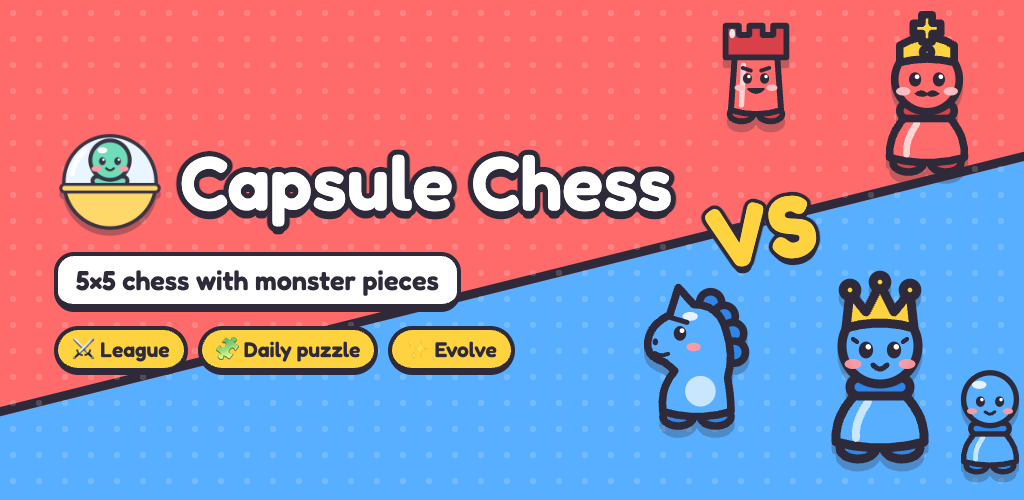 Capsule Chess
VS
5×5 chess with monster pieces
League
Daily puzzle
Evolve